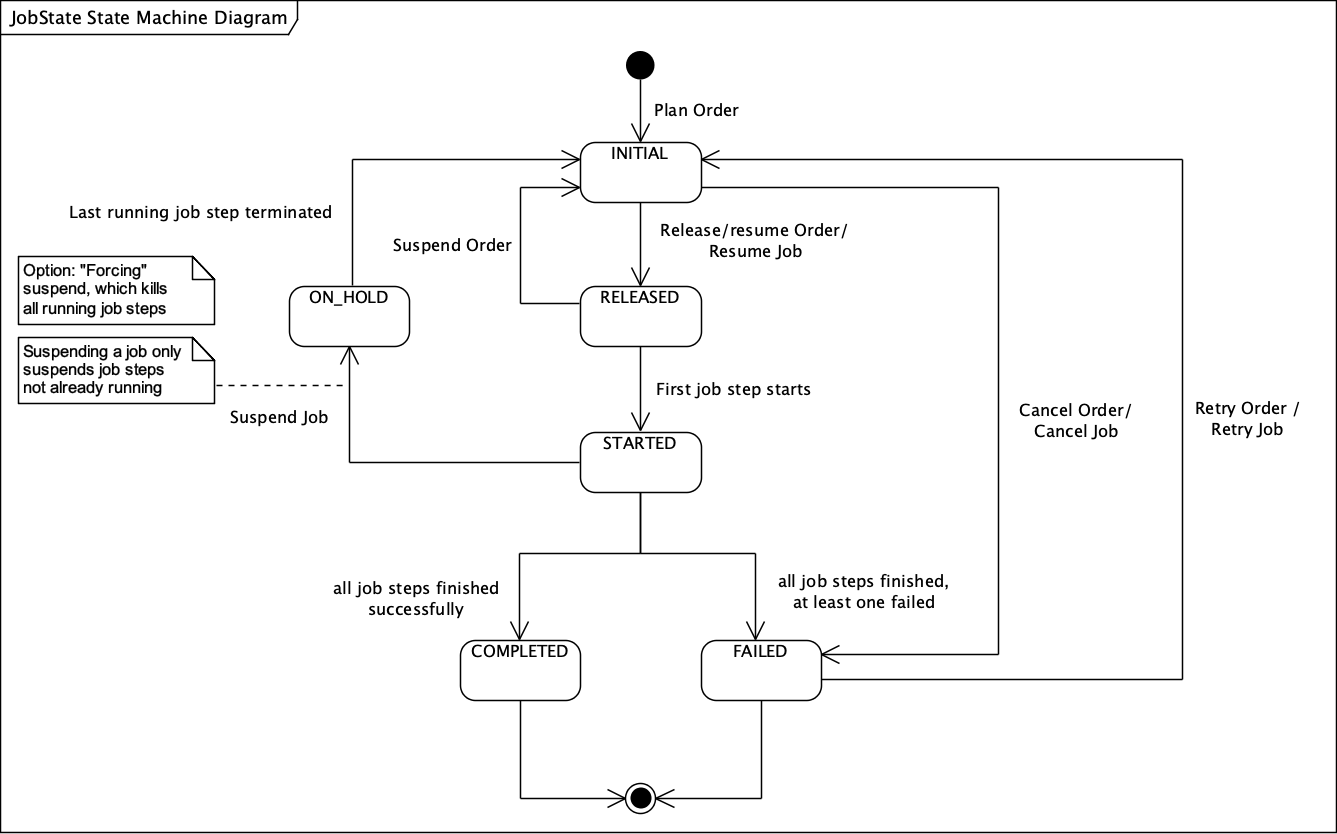 JobState State Machine Diagram
Plan Order
INITIAL
Last running job step terminated
Suspend Order
Release/resume Order/
Resume Job
Option: "Forcing"
suspend, which kills
all running job steps
ON_HOLD
RELEASED
Suspending a job only
suspends job steps
not already running
Suspend Job
First job step starts
Cancel Order/
Cancel Job
Retry Order /
Retry Job
STARTED
all job steps finished
successfully
all job steps finished,
at least one failed
COMPLETED
FAILED